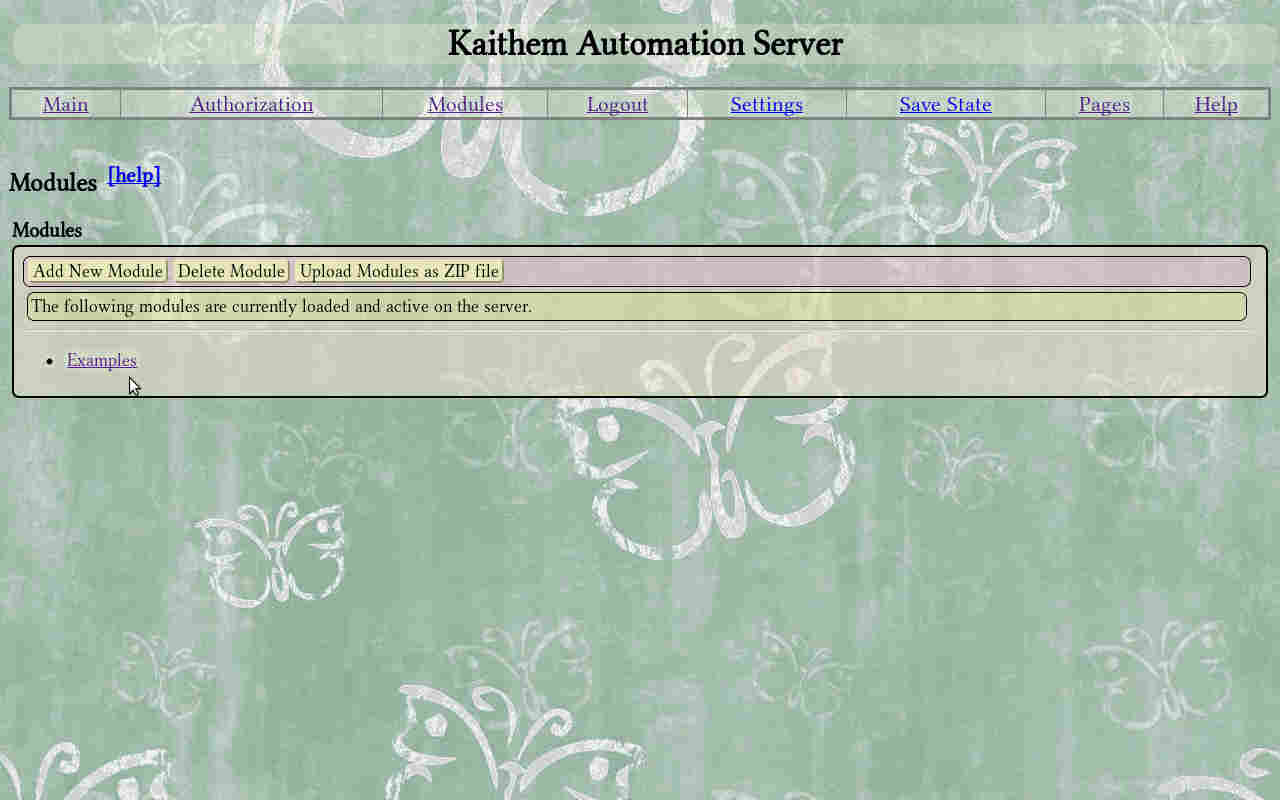 Kaithem Automation Server
Main Authorization Modules Logout Settings Save State Pages Help
Modules [help]
Modules
Add New Module Delete Module Upload Modules as ZIP file
The following modules are currently loaded and active on the server.
Examples